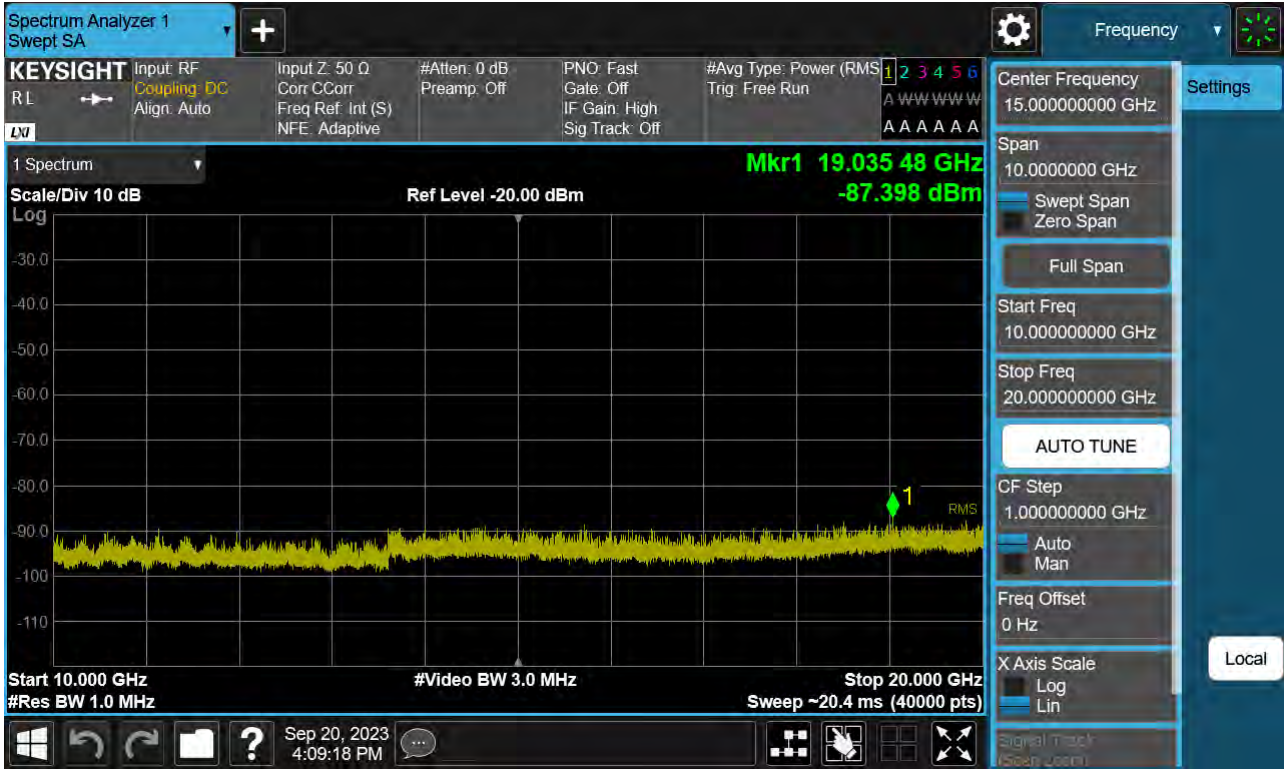 Spectrum Analyzer 1
Swept SA
Frequency
KEYSIGHT
R L
LXI
Input: RF
Coupling: DC
Align: Auto
Input Z: 50 Ω
Corr CCorr
Freq Ref: Int (S)
NFE: Adaptive
#Atten: 0 dB
Preamp: Off
PNO: Fast
Gate: Off
IF Gain: High
Sig Track: Off
#Avg Type: Power (RMS
Trig: Free Run
1 2 3 4 5 6
A W W W W W
A A A A A A
1 Spectrum
Mkr1 19.035 48 GHz
-87.398 dBm
Scale/Div 10 dB
Ref Level -20.00 dBm
Log
-30.0
-40.0
-50.0
-60.0
-70.0
-80.0
-90.0
-100
-110
1
RMS
Start 10.000 GHz
#Video BW 3.0 MHz
Stop 20.000 GHz
#Res BW 1.0 MHz
Sweep ~20.4 ms (40000 pts)
Center Frequency
15.000000000 GHz
Settings
Span
10.0000000 GHz
Swept Span
Zero Span
Full Span
Start Freq
10.000000000 GHz
Stop Freq
20.000000000 GHz
AUTO TUNE
CF Step
1.000000000 GHz
Auto
Man
Freq Offset
0 Hz
X Axis Scale
Log
Lin
Local
Signal Track
(Span Zoom)
?
Sep 20, 2023
4:09:18 PM